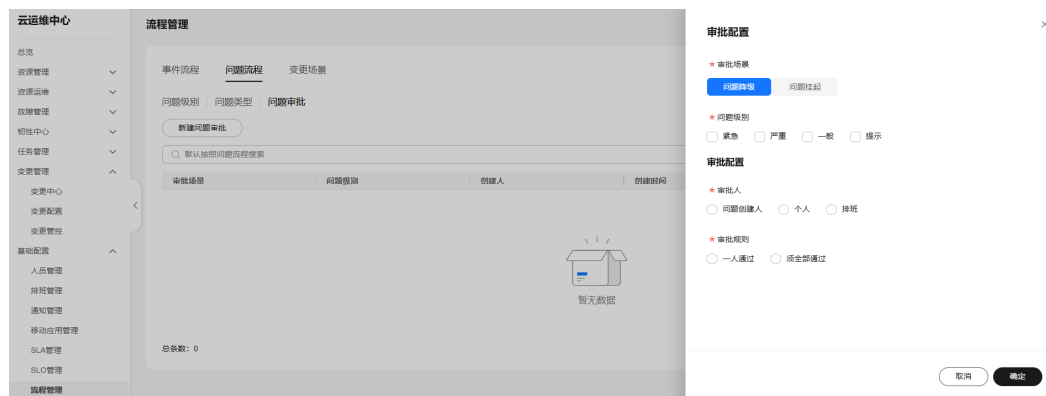 云运维中心
总览
资源管理
资源运维
故障管理
韧性中心
任务管理
变更管理
变更中心
变更配置
变更管控
基础配置
人员管理
排班管理
通知管理
移动应用管理
SLA管理
SLO管理
流程管理
流程管理
事件流程 问题流程 变更场景
问题级别 问题类型 问题审批
新建问题审批
默认按照问题流程搜索
审批场景 问题级别 创建人 创建时间
暂无数据
总条数: 0
审批配置
* 审批场景
问题降级 问题挂起
* 问题级别
紧急 严重 一般 提示
审批配置
* 审批人
问题创建人 个人 排班
* 审批规则
一人通过 须全部通过
取消 确定